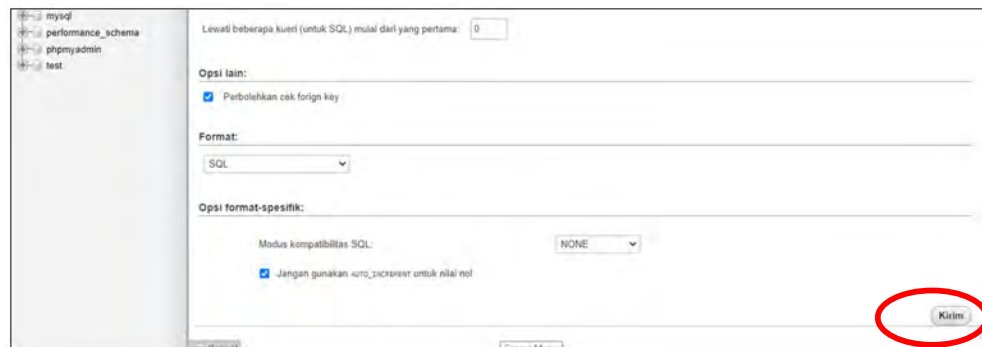 mysql
performance_schema
phpmyadmin
test
Lewati beberapa kueri (untuk SQL) mulai dari yang pertama: 0
Opsi lain:
Perbolehkan cek forign key
Format:
SQL
Opsi format-spesifik:
Modus kompatibilitas SQL: NONE
Jangan gunakan AUTO_INCREMENT untuk nilai nol
Kirim